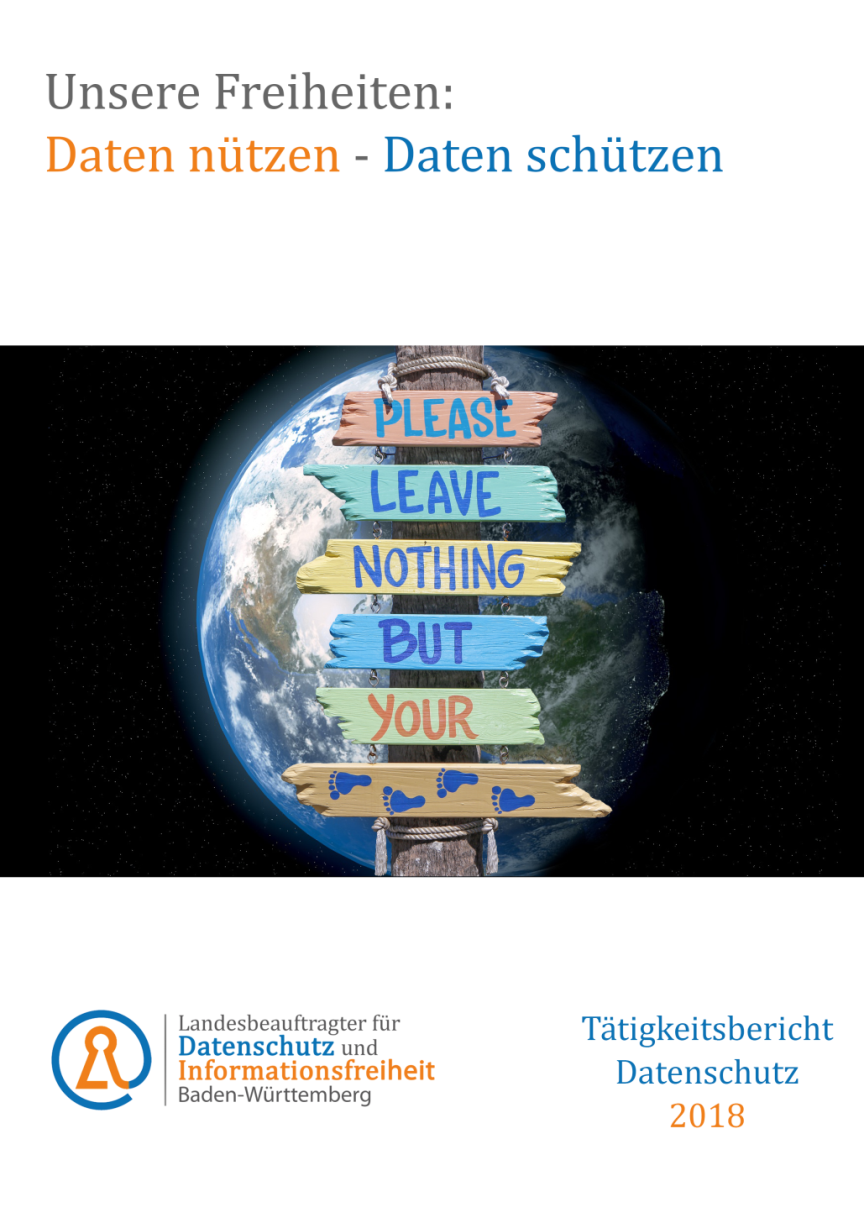 Unsere Freiheiten:
Daten nützen - Daten schützen
PLEASE
LEAVE
NOTHING
BUT
YOUR
Landesbeauftragter für
Datenschutz und
Informationsfreiheit
Baden-Württemberg
Tätigkeitsbericht
Datenschutz
2018